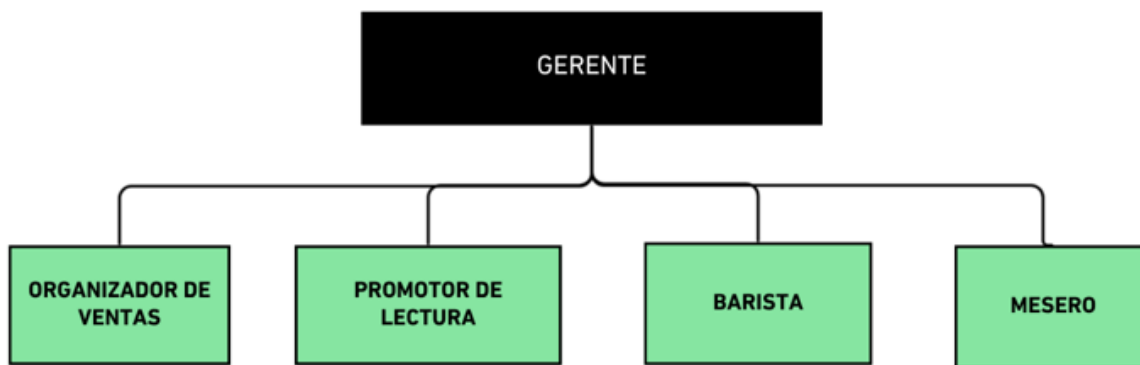 GERENTE
ORGANIZADOR DE
VENTAS
PROMOTOR DE
LECTURA
BARISTA
MESERO